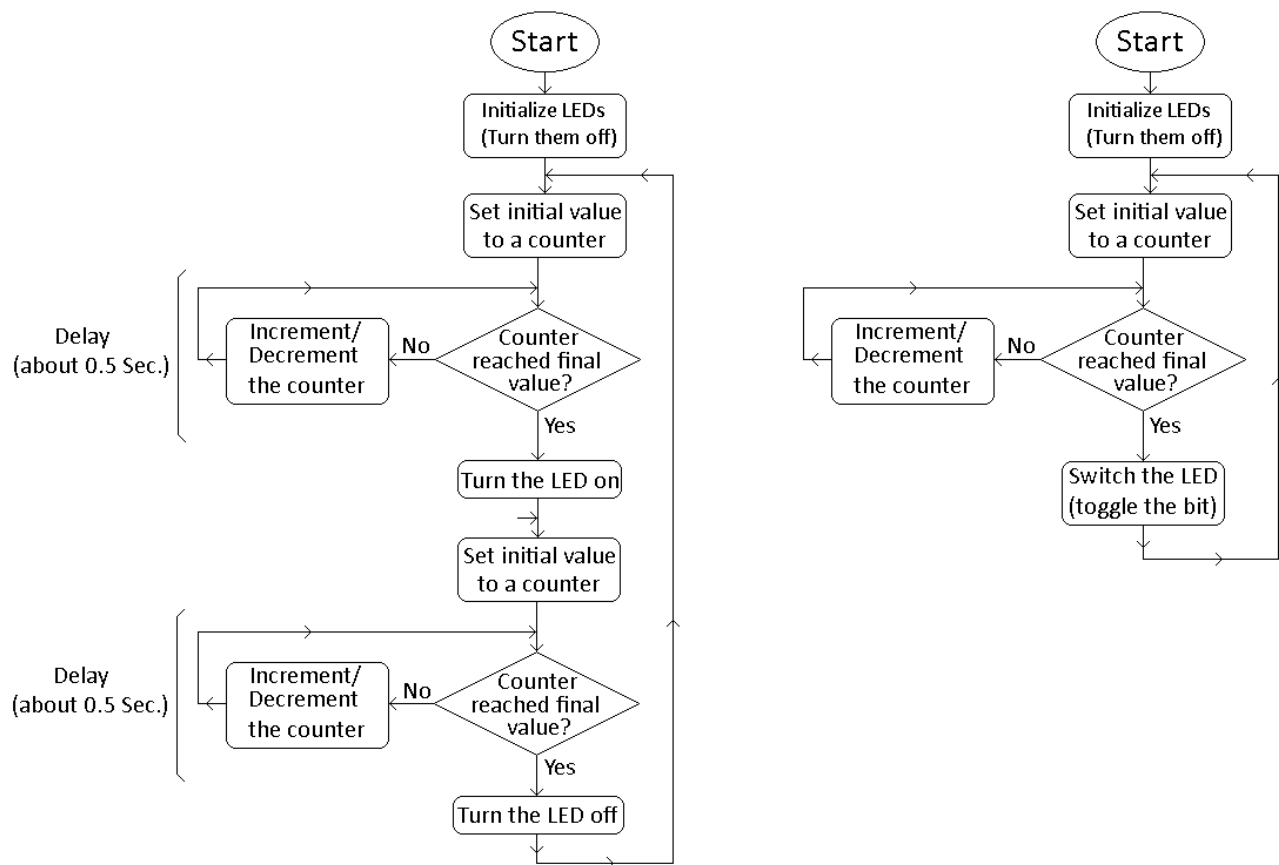 Start
Initialize LEDs
(Turn them off)
Set initial value
to a counter
Delay
(about 0.5 Sec.)
Increment/
Decrement
the counter
No
Counter
reached final
value?
Yes
Turn the LED on
Set initial value
to a counter
Delay
(about 0.5 Sec.)
Increment/
Decrement
the counter
No
Counter
reached final
value?
Yes
Turn the LED off
Start
Initialize LEDs
(Turn them off)
Set initial value
to a counter
Increment/
Decrement
the counter
No
Counter
reached final
value?
Yes
Switch the LED
(toggle the bit)